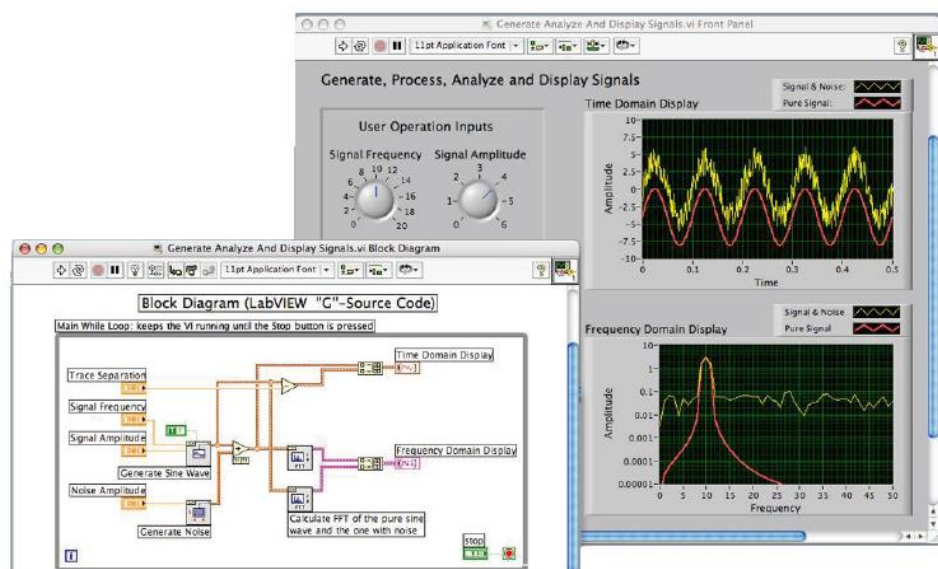 Generate Analyze And Display Signals.vi Front Panel
11pt Application Font
Generate, Process, Analyze and Display Signals
User Operation Inputs
Signal Frequency
0
2
4
6
8
10
12
14
16
18
20
Signal Amplitude
0
1
2
3
4
5
6
Time Domain Display
Signal & Noise:
Pure Signal:
Amplitude
10
7.5
5
2.5
0
-2.5
-5
-7.5
-10
0 0.1 0.2 0.3 0.4 0.5
Time
Frequency Domain Display
Signal & Noise
Pure Signal
Amplitude
10
1
0.1
0.01
0.001
0.0001
0.00001
0 5 10 15 20 25 30 35 40 45 50
Frequency
Generate Analyze And Display Signals.vi Block Diagram
11pt Application Font
Block Diagram (LabVIEW "G"-Source Code)
Main While Loop: keeps the VI running until the Stop button is pressed
Trace Separation
Signal Frequency
Signal Amplitude
Generate Sine Wave
Noise Amplitude
Generate Noise
Time Domain Display
Frequency Domain Display
FFT
FFT
Calculate FFT of the pure sine
wave and the one with noise
stop
i